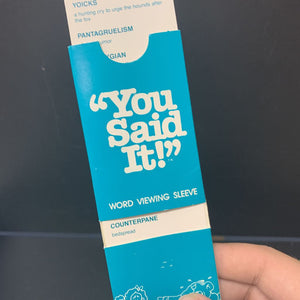 YOICKS
a hunting cry to urge the hounds after
the fox
PANTAGRUELISM
"You
Said
It!"
WORD VIEWING SLEEVE
COUNTERPANE
bedspread